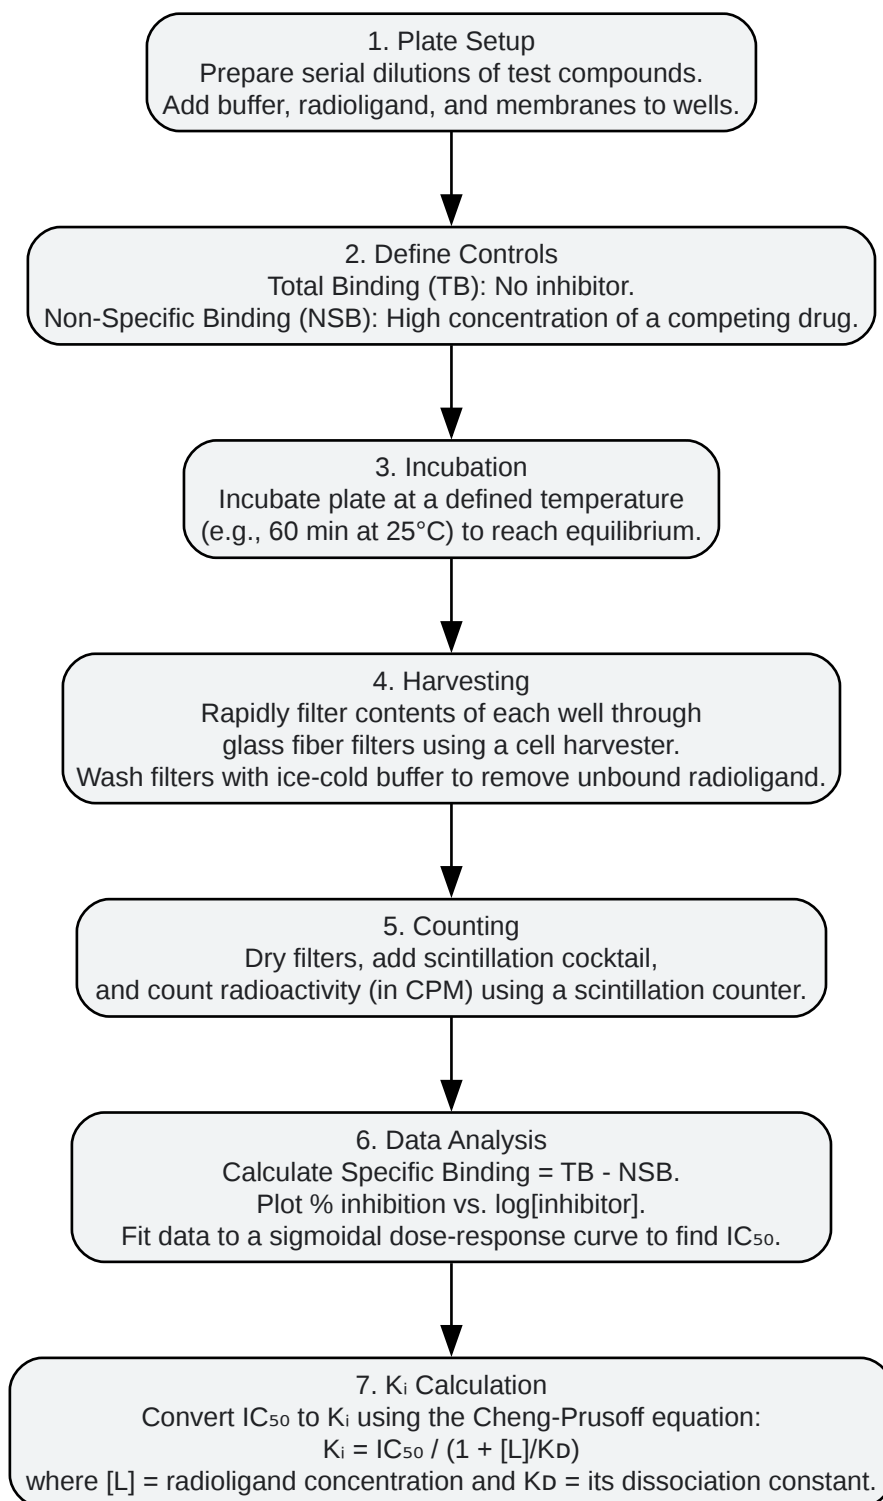 1. Plate Setup
Prepare serial dilutions of test compounds.
Add buffer, radioligand, and membranes to wells.
2. Define Controls
Total Binding (TB): No inhibitor.
Non-Specific Binding (NSB): High concentration of a competing drug.
3. Incubation
Incubate plate at a defined temperature
(e.g., 60 min at 25°C) to reach equilibrium.
4. Harvesting
Rapidly filter contents of each well through
glass fiber filters using a cell harvester.
Wash filters with ice-cold buffer to remove unbound radioligand.
5. Counting
Dry filters, add scintillation cocktail,
and count radioactivity (in CPM) using a scintillation counter.
6. Data Analysis
Calculate Specific Binding = TB - NSB.
Plot % inhibition vs. log[inhibitor].
Fit data to a sigmoidal dose-response curve to find IC₅₀.
7. Kᵢ Calculation
Convert IC₅₀ to Kᵢ using the Cheng-Prusoff equation:
Kᵢ = IC₅₀ / (1 + [L]/Kᴅ)
where [L] = radioligand concentration and Kᴅ = its dissociation constant.